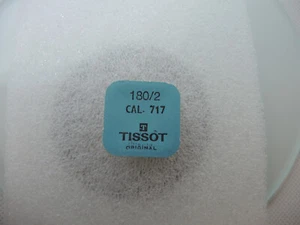 180/2
CAL. 717
T
TISSOT
ORIGINAL